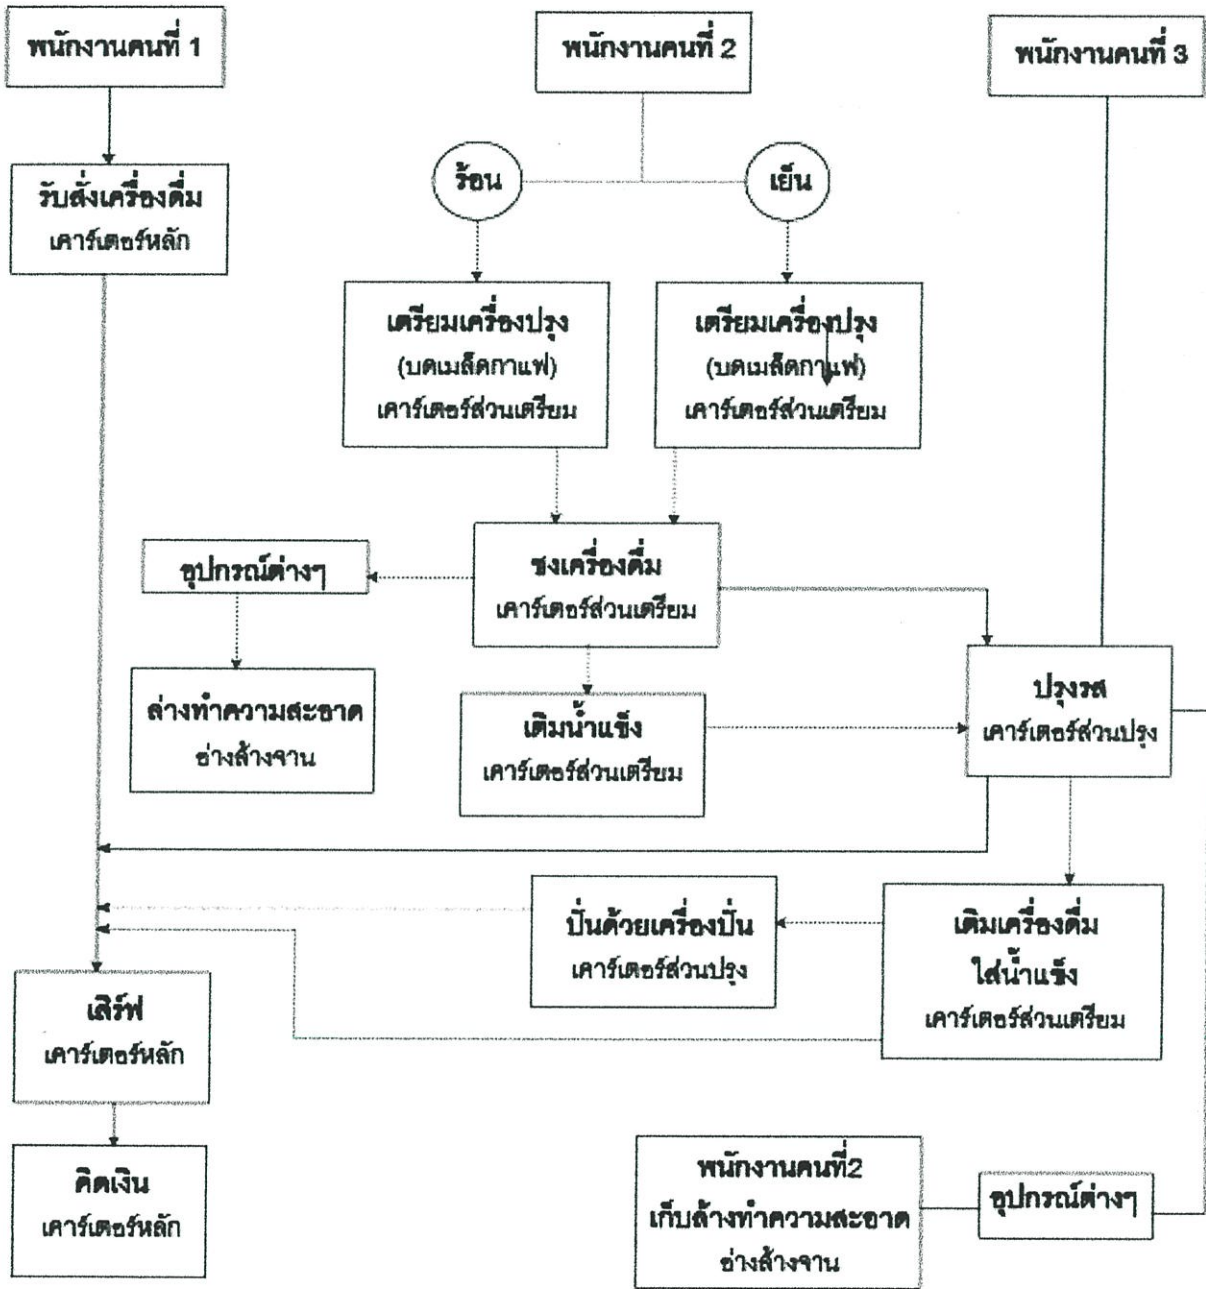 พนักงานคนที่ 1
พนักงานคนที่ 2
พนักงานคนที่ 3
ร้อน
เย็น
รับสั่งเครื่องดื่ม
เคาร์เตอร์หลัก
เตรียมเครื่องปรุง
(บดเมล็ดกาแฟ)
เคาร์เตอร์ส่วนเตรียม
เตรียมเครื่องปรุง
(บดเมล็ดกาแฟ)
เคาร์เตอร์ส่วนเตรียม
อุปกรณ์ต่างๆ
ชงเครื่องดื่ม
เคาร์เตอร์ส่วนเตรียม
ล่างทำความสะอาด
อ่างล้างจาน
เติมน้ำแข็ง
เคาร์เตอร์ส่วนเตรียม
ปรุงรส
เคาร์เตอร์ส่วนปรุง
ปั่นด้วยเครื่องปั่น
เคาร์เตอร์ส่วนปรุง
เติมเครื่องดื่ม
ใส่น้ำแข็ง
เคาร์เตอร์ส่วนเตรียม
เสิร์ฟ
เคาร์เตอร์หลัก
คิดเงิน
เคาร์เตอร์หลัก
พนักงานคนที่2
เก็บล้างทำความสะอาด
อ่างล้างจาน
อุปกรณ์ต่างๆ